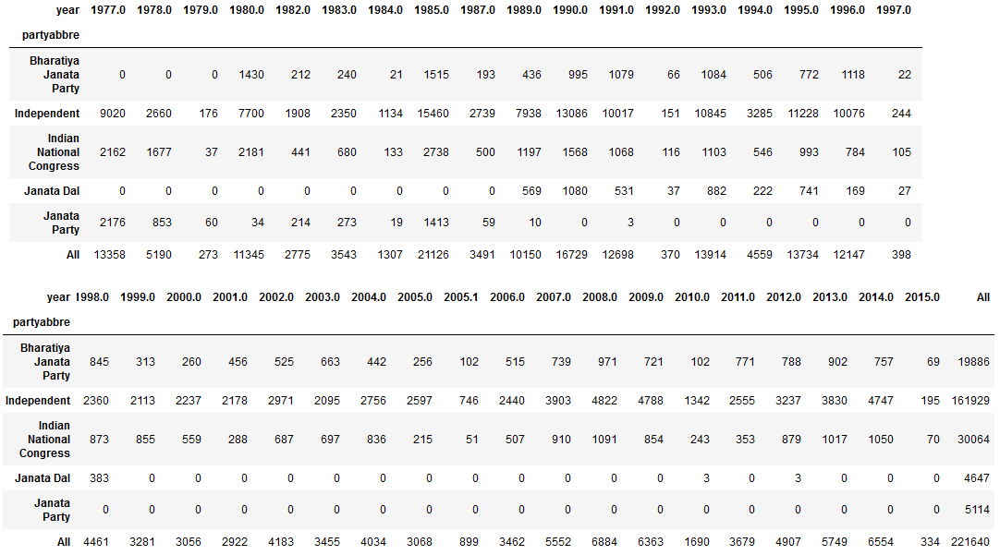 year 1977.0 1978.0 1979.0 1980.0 1982.0 1983.0 1984.0 1985.0 1987.0 1989.0 1990.0 1991.0 1992.0 1993.0 1994.0 1995.0 1996.0 1997.0
partyabbre
Bharatiya
Janata 0 0 0 1430 212 240 21 1515 193 436 995 1079 66 1084 506 772 1118 22
Party
Independent 9020 2660 176 7700 1908 2350 1134 15460 2739 7938 13086 10017 151 10845 3285 11228 10076 244
Indian
National 2162 1677 37 2181 441 680 133 2738 500 1197 1568 1068 116 1103 546 993 784 105
Congress
Janata Dal 0 0 0 0 0 0 0 0 0 569 1080 531 37 882 222 741 169 27
Janata
Party 2176 853 60 34 214 273 19 1413 59 10 0 3 0 0 0 0 0 0
All 13358 5190 273 11345 2775 3543 1307 21126 3491 10150 16729 12698 370 13914 4559 13734 12147 398
year 1998.0 1999.0 2000.0 2001.0 2002.0 2003.0 2004.0 2005.0 2005.1 2006.0 2007.0 2008.0 2009.0 2010.0 2011.0 2012.0 2013.0 2014.0 2015.0 All
partyabbre
Bharatiya
Janata 845 313 260 456 525 663 442 256 102 515 739 971 721 102 771 788 902 757 69 19886
Party
Independent 2360 2113 2237 2178 2971 2095 2756 2597 746 2440 3903 4822 4788 1342 2555 3237 3830 4747 195 161929
Indian
National 873 855 559 288 687 697 836 215 51 507 910 1091 854 243 353 879 1017 1050 70 30064
Congress
Janata Dal 383 0 0 0 0 0 0 0 0 0 0 0 0 3 0 3 0 0 0 4647
Janata
Party 0 0 0 0 0 0 0 0 0 0 0 0 0 0 0 0 0 0 0 5114
All 4461 3281 3056 2922 4183 3455 4034 3068 899 3462 5552 6884 6363 1690 3679 4907 5749 6554 334 221640